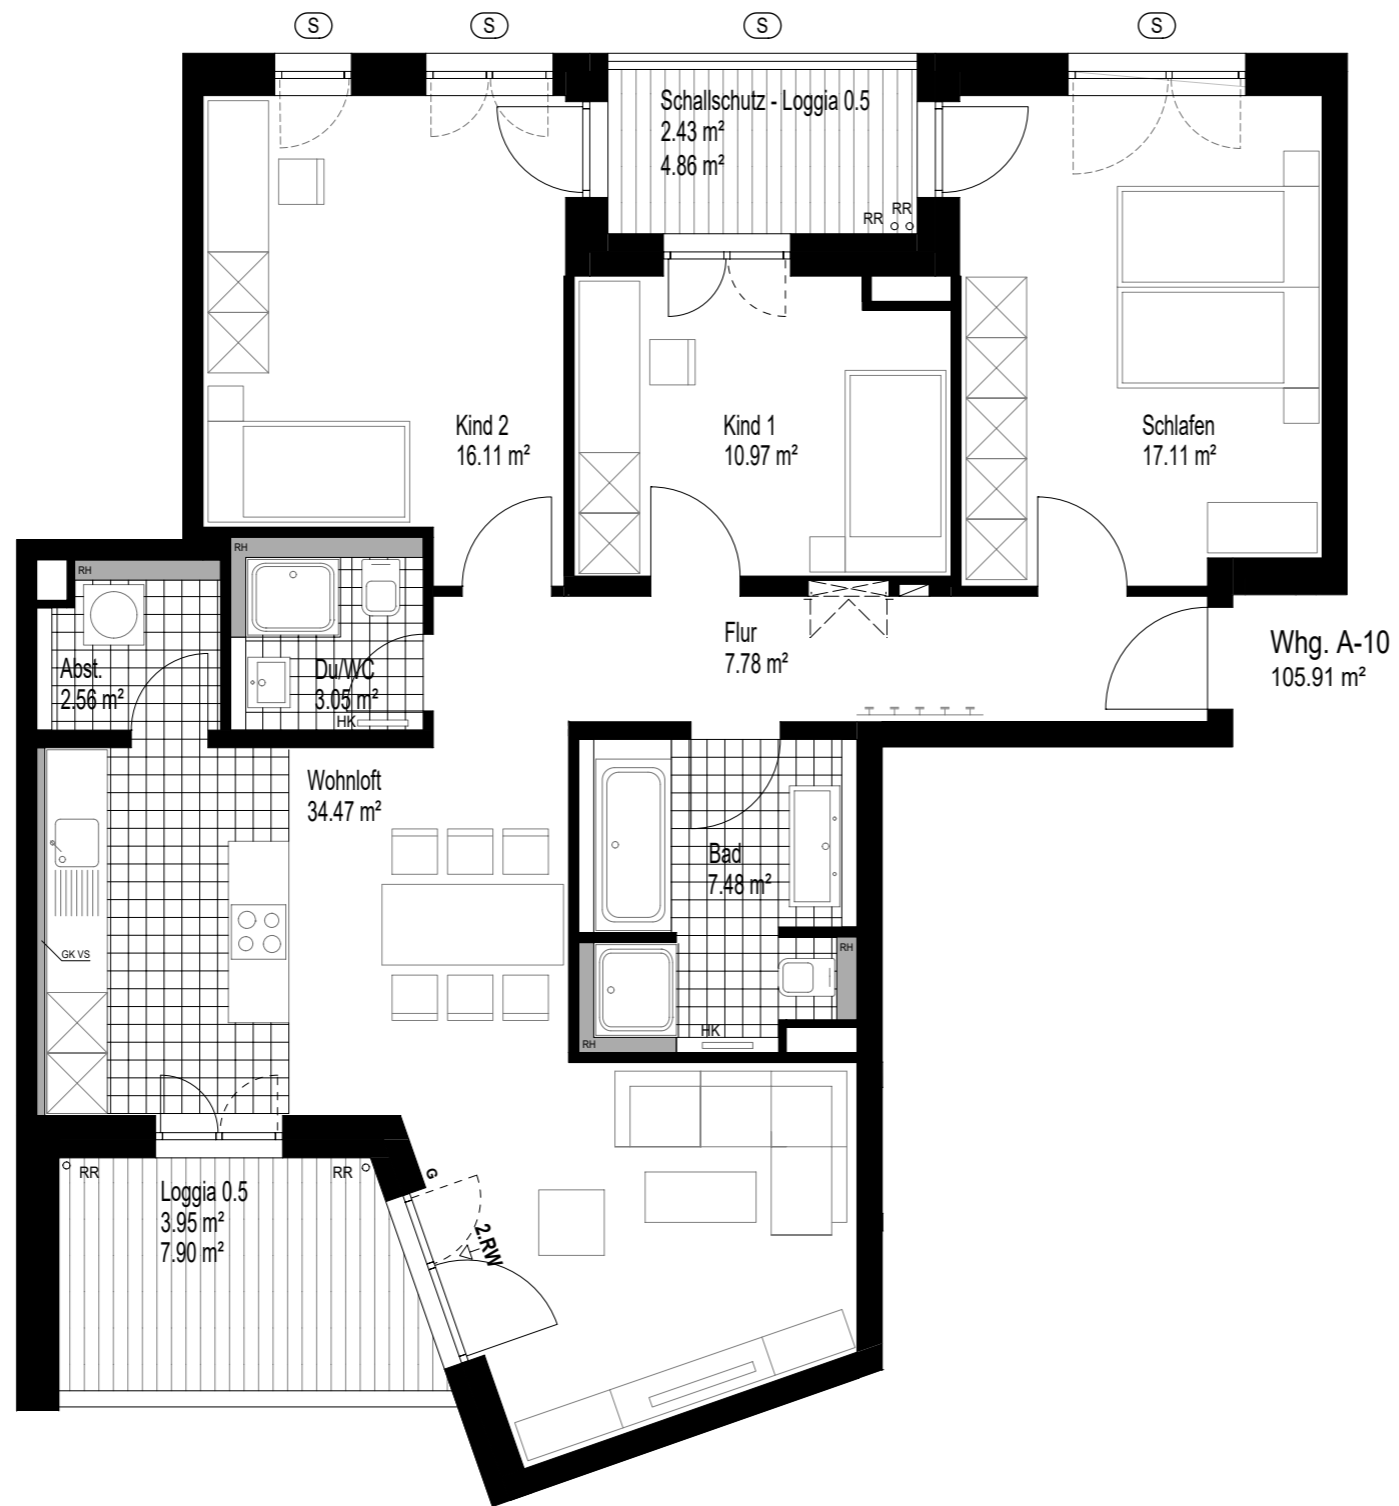 S
S
S
S
Schallschutz - Loggia 0.5
2.43 m²
4.86 m²
RR
RR
Kind 2
16.11 m²
Kind 1
10.97 m²
Schlafen
17.11 m²
RH
RH
Abst.
2.56 m²
Du/WC
3.05 m²
HK
Flur
7.78 m²
Whg. A-10
105.91 m²
Wohnloft
34.47 m²
Bad
7.48 m²
GK VS
RH
HK
RH
RR
RR
Loggia 0.5
3.95 m²
7.90 m²
G
2.RW